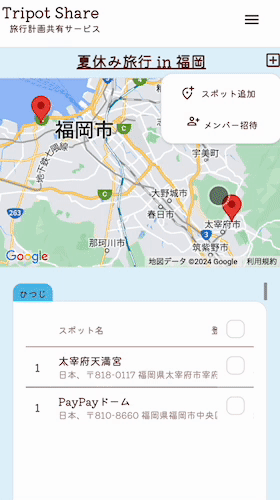 Tripot Share
旅行計画共有サービス
夏休み旅行 in 福岡
スポット追加
メンバー招待
福岡市
宇美町
大野城市
春日市
太宰府市
那珂川市
筑紫野市
263
3
Google
地図データ ©2024 Google
利用規約
ひつじ
スポット名
1
太宰府天満宮
日本、〒818-0117 福岡県太宰府市宰府
1
PayPayドーム
日本、〒810-8660 福岡県福岡市中央区